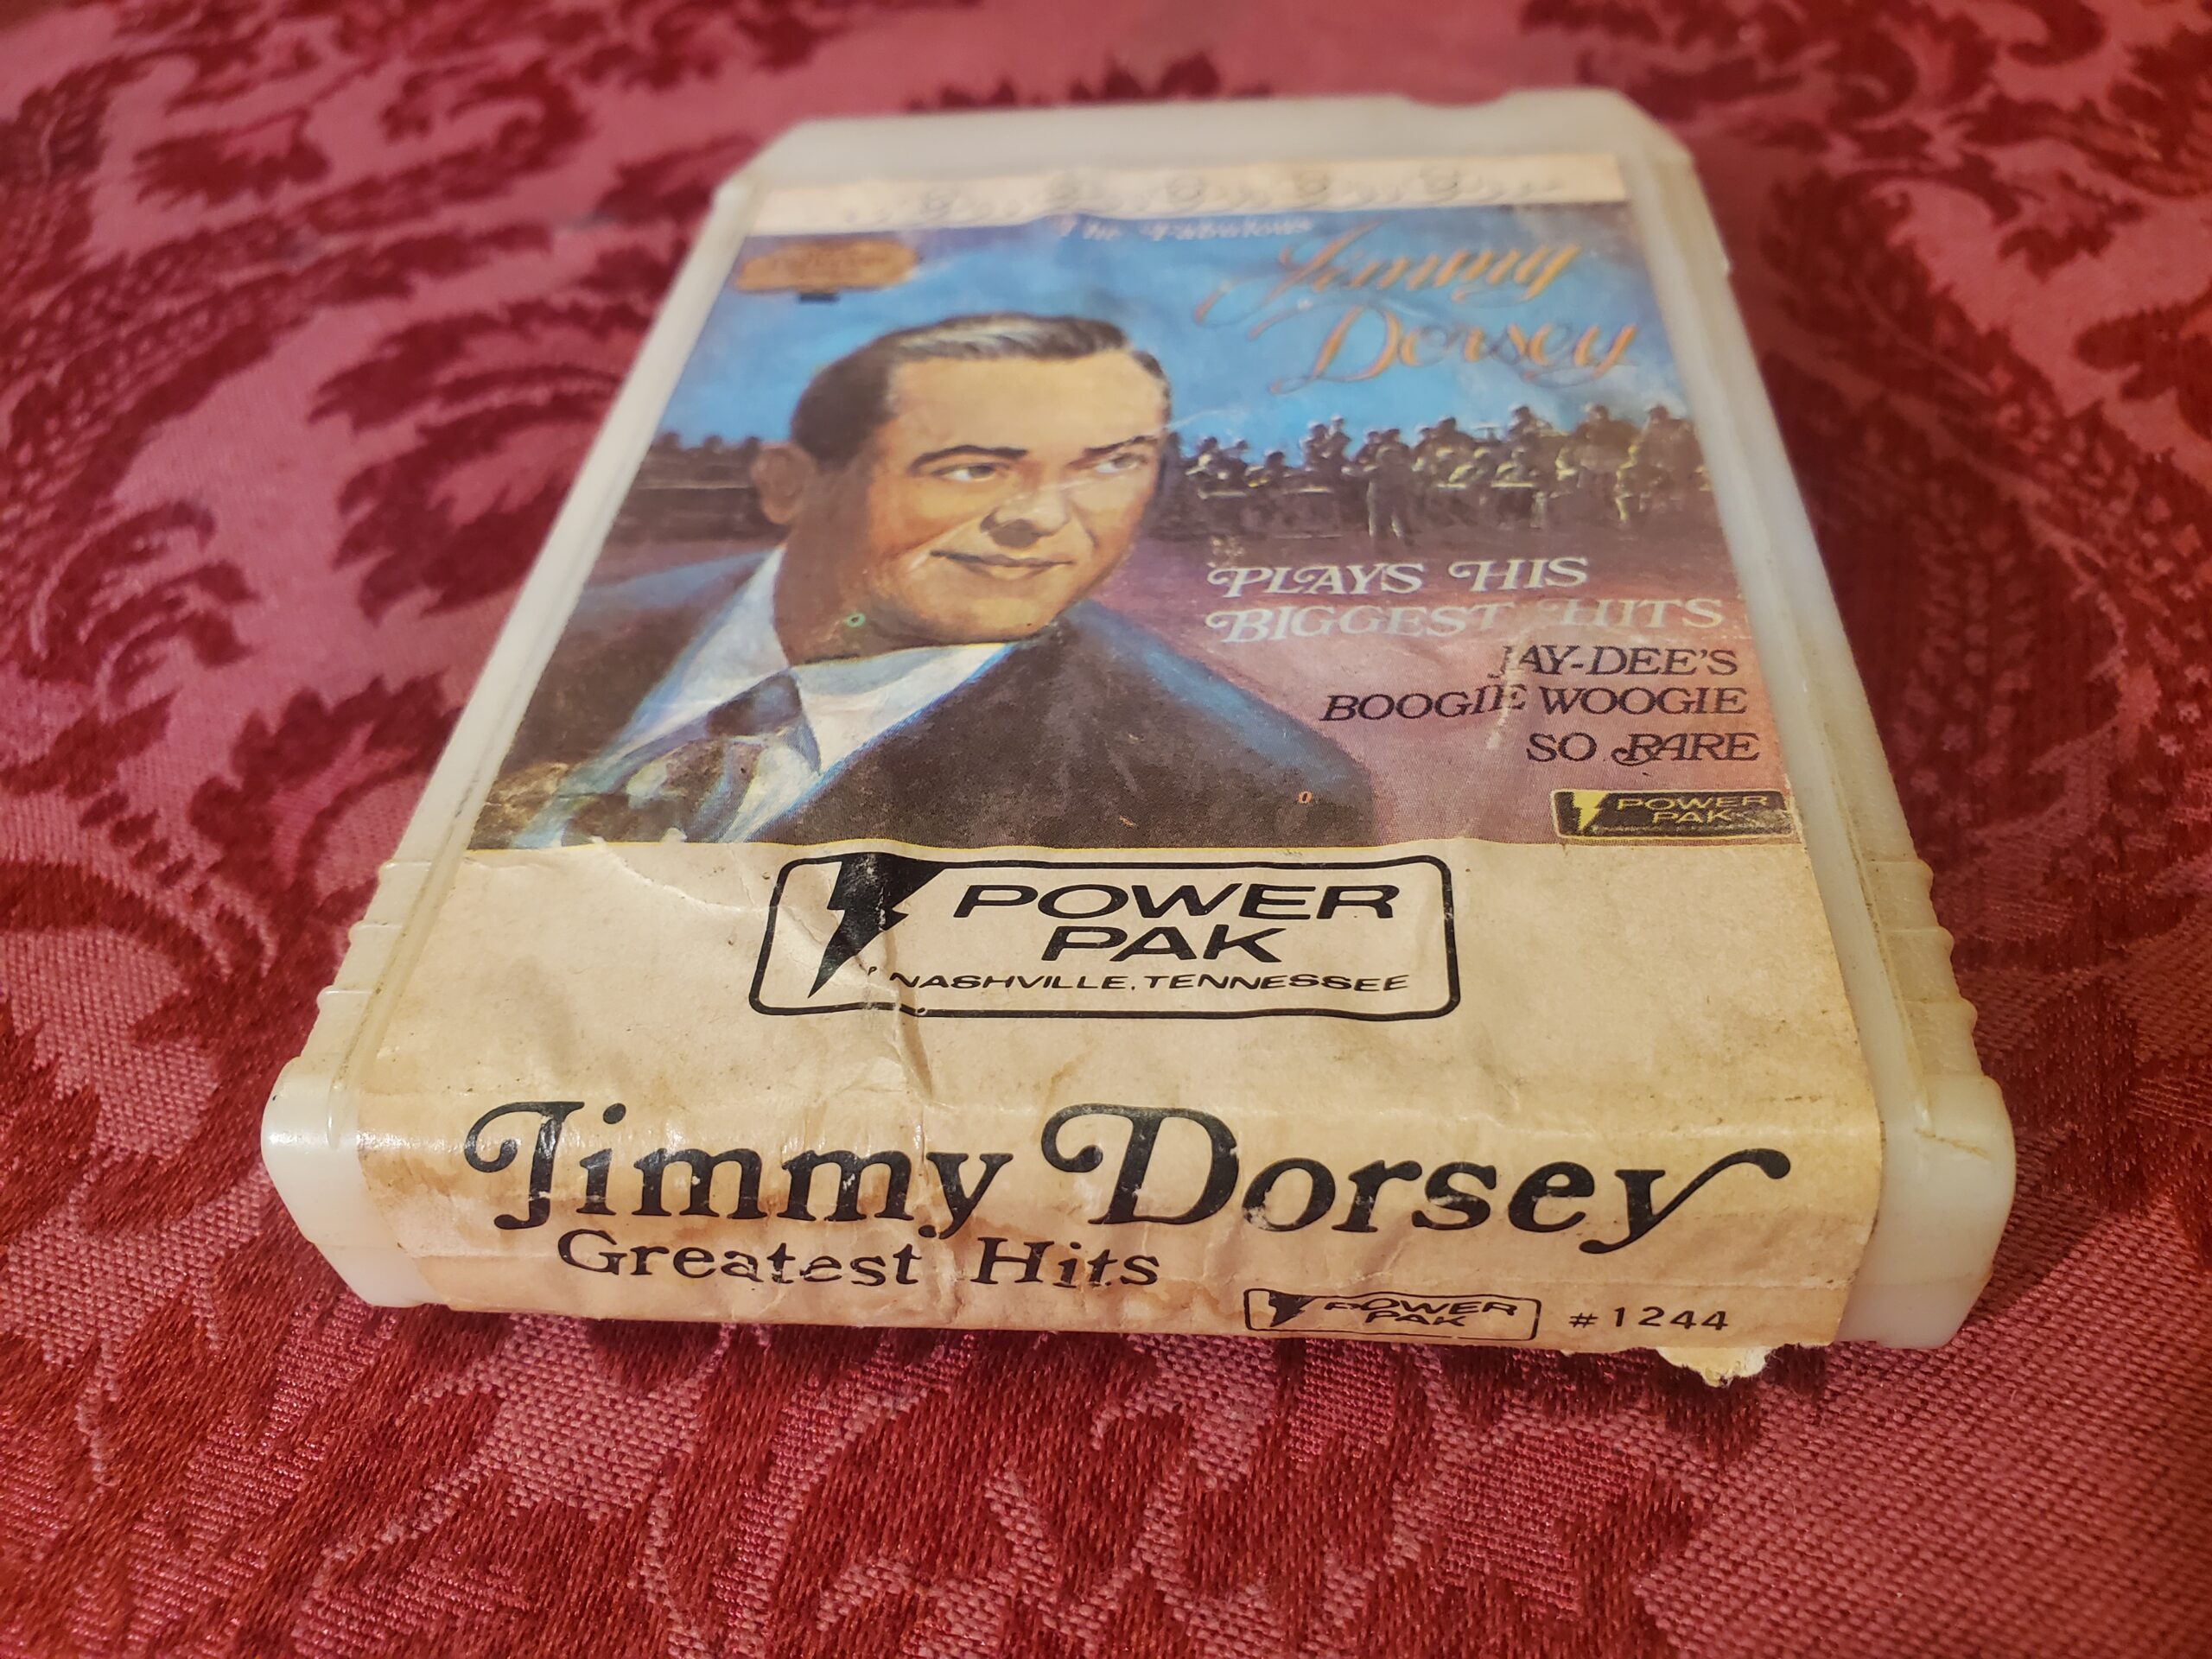 The Fabulous
Jimmy
Dorsey
PLAYS HIS
BIGGEST HITS
JAY-DEE'S
BOOGIE WOOGIE
SO RARE
POWER
PAK
POWER
PAK
NASHVILLE, TENNESSEE
Jimmy Dorsey
Greatest Hits
POWER
PAK
#1244